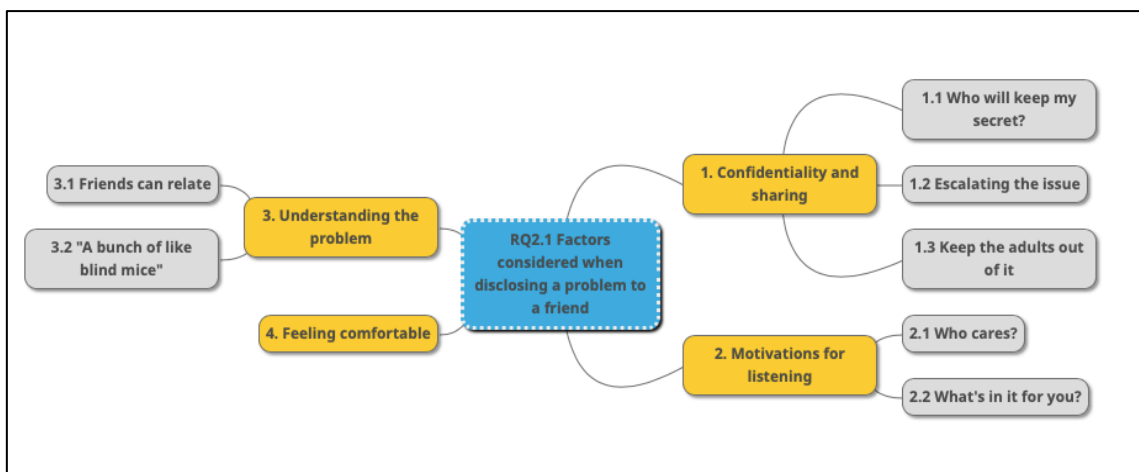 RQ2.1 Factors
considered when
disclosing a problem to
a friend
1. Confidentiality and
sharing
1.1 Who will keep my
secret?
1.2 Escalating the issue
1.3 Keep the adults out
of it
2. Motivations for
listening
2.1 Who cares?
2.2 What's in it for you?
3. Understanding the
problem
3.1 Friends can relate
3.2 "A bunch of like
blind mice"
4. Feeling comfortable